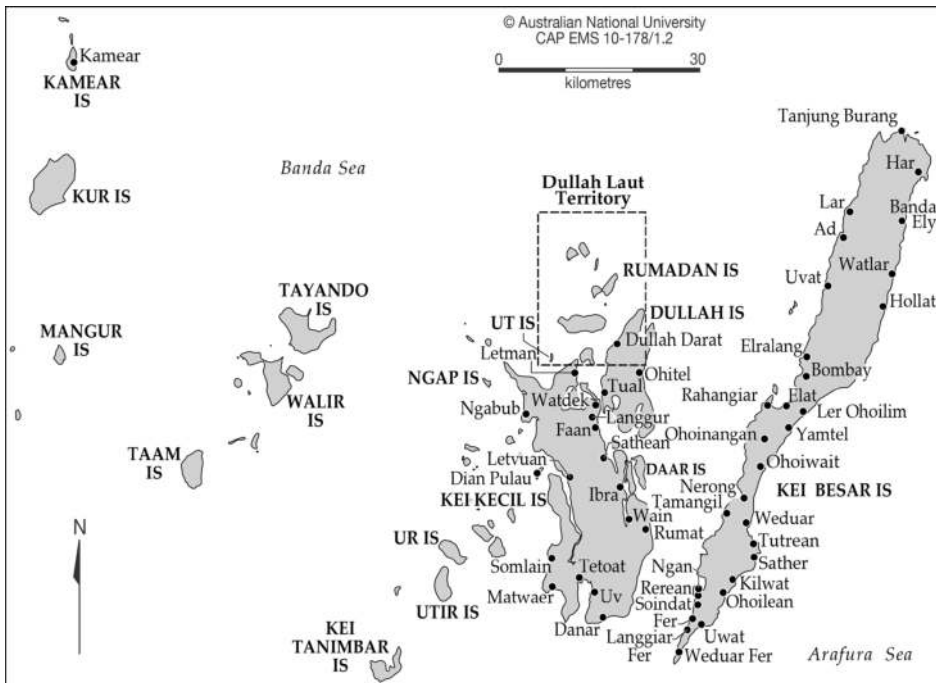 © Australian National University
CAP EMS 10-178/1.2
0 30
kilometres
Kamear
KAMEAR
IS
Tanjung Burang
Banda Sea
Har
KUR IS
Dullah Laut
Territory
Lar
Banda
Ely
Ad
Watlar
RUMADAN IS
Uvat
Hollat
TAYANDO
IS
DULLAH IS
MANGUR
IS
UT IS
Dullah Darat
Letman
Elralang
Bombay
NGAP IS
Tual
Ohitel
WALIR
IS
Watdek
Rahangiar
Elat
Ngabub
Langgur
Ler Ohoilim
Faan
Ohoinangan
Yamtel
Sathean
TAAM
IS
Letvuan
DAAR IS
Ohoiwait
Dian Pulau
Nerong
KEI BESAR IS
KEI KECIL IS
Ibra
Tamangil
Wain
Weduar
N
Rumat
UR IS
Tutrean
Somlain
Tetoat
Ngan
Sather
Matwaer
Uv
Rerean
Kilwat
UTIR IS
Soindat
Ohoilean
Danar
Fer
Uwat
KEI
TANIMBAR
IS
Langgiar
Fer
Weduar Fer
Arafura Sea